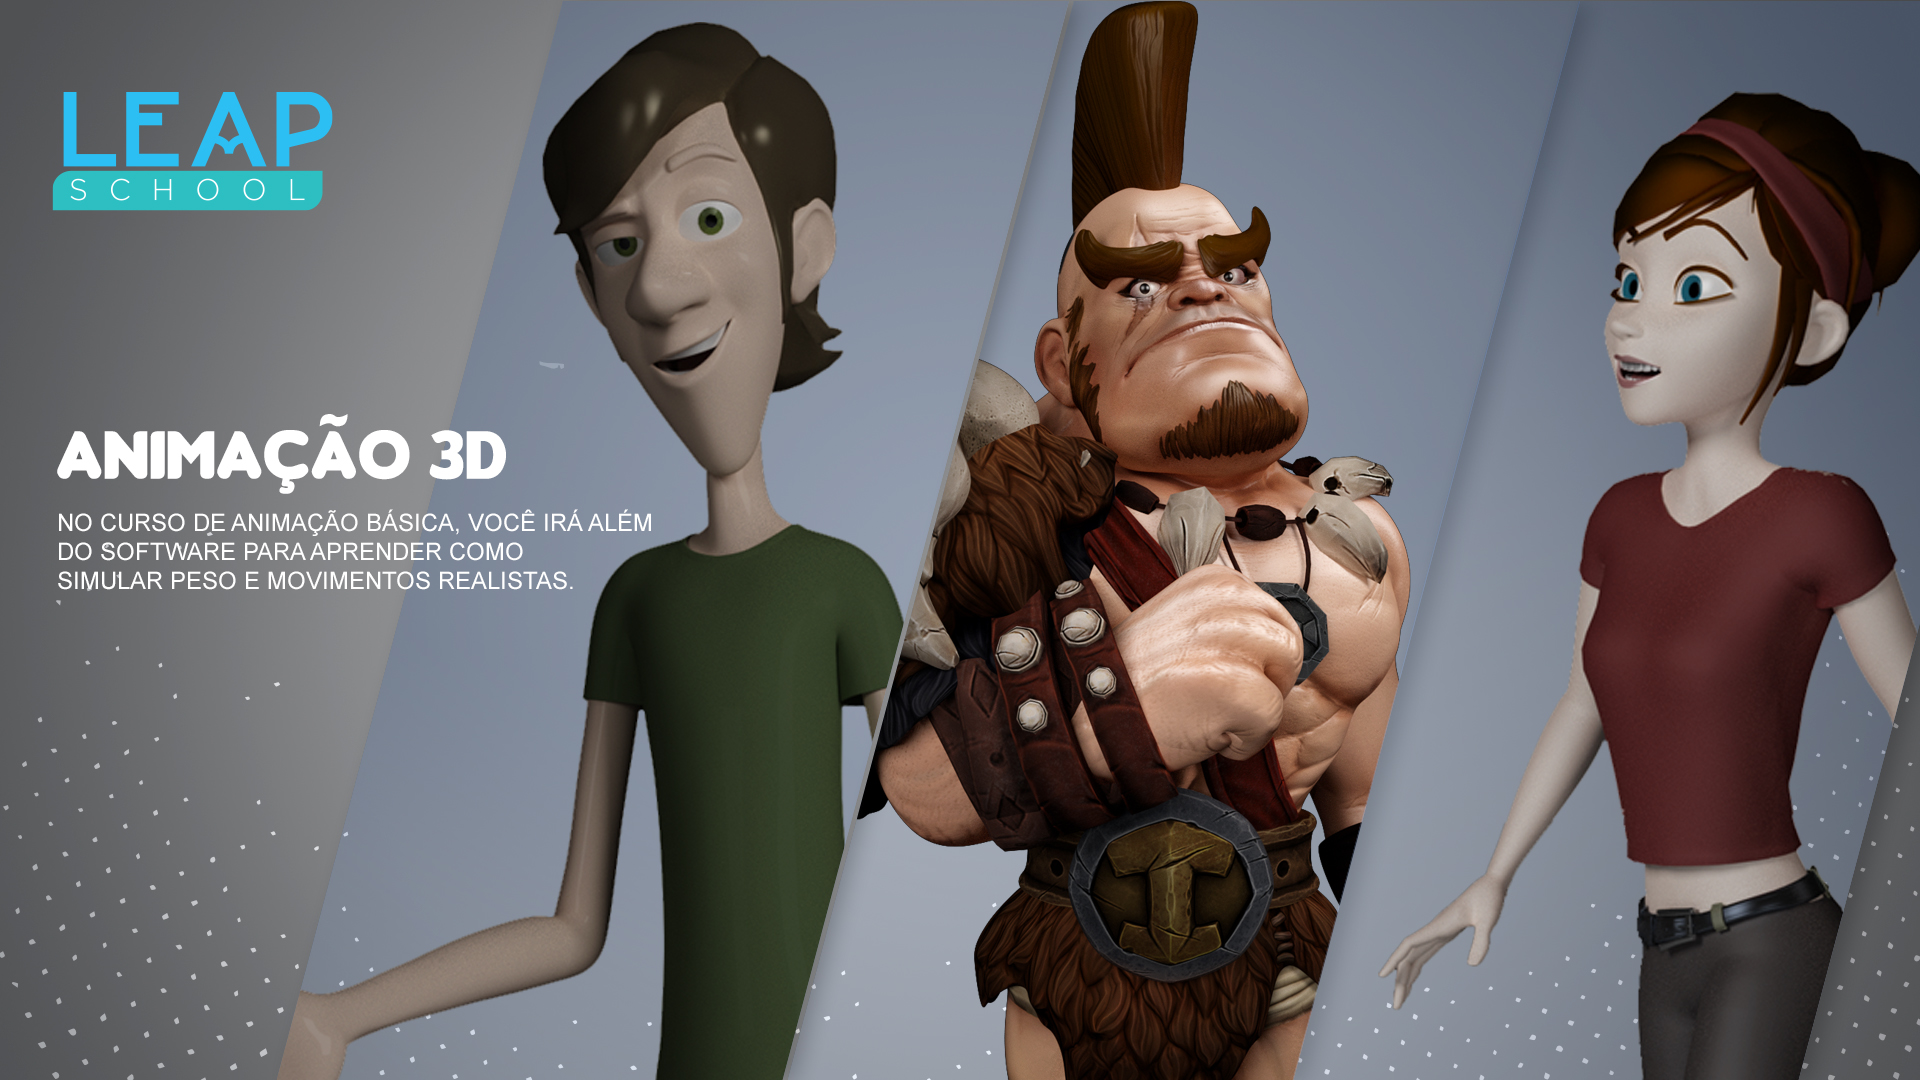 LEAP
SCHOOL
ANIMAÇÃO 3D
NO CURSO DE ANIMAÇÃO BÁSICA, VOCÊ IRÁ ALÉM
DO SOFTWARE PARA APRENDER COMO
SIMULAR PESO E MOVIMENTOS REALISTAS.